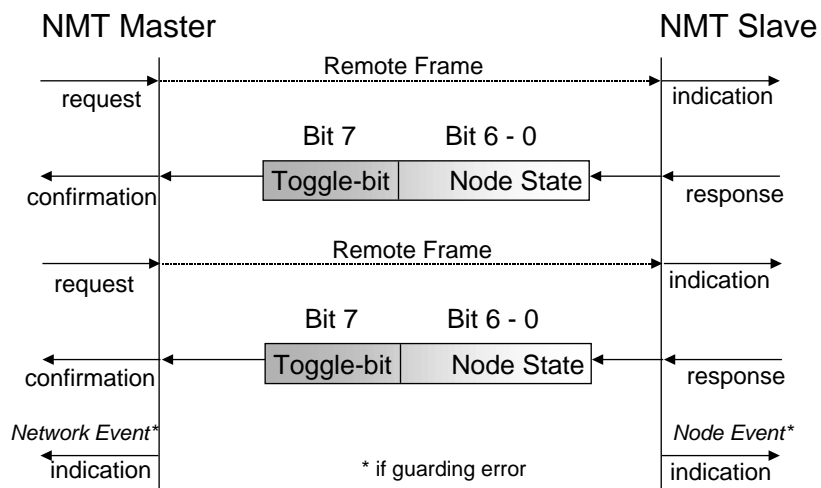 NMT Master
NMT Slave
Remote Frame
request
indication
Bit 7
Bit 6 - 0
Toggle-bit
Node State
confirmation
response
Remote Frame
request
indication
Bit 7
Bit 6 - 0
Toggle-bit
Node State
confirmation
response
Network Event*
Node Event*
indication
* if guarding error
indication